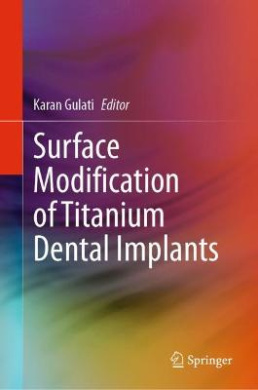 Karan Gulati Editor
Surface
Modification
of Titanium
Dental Implants
Springer